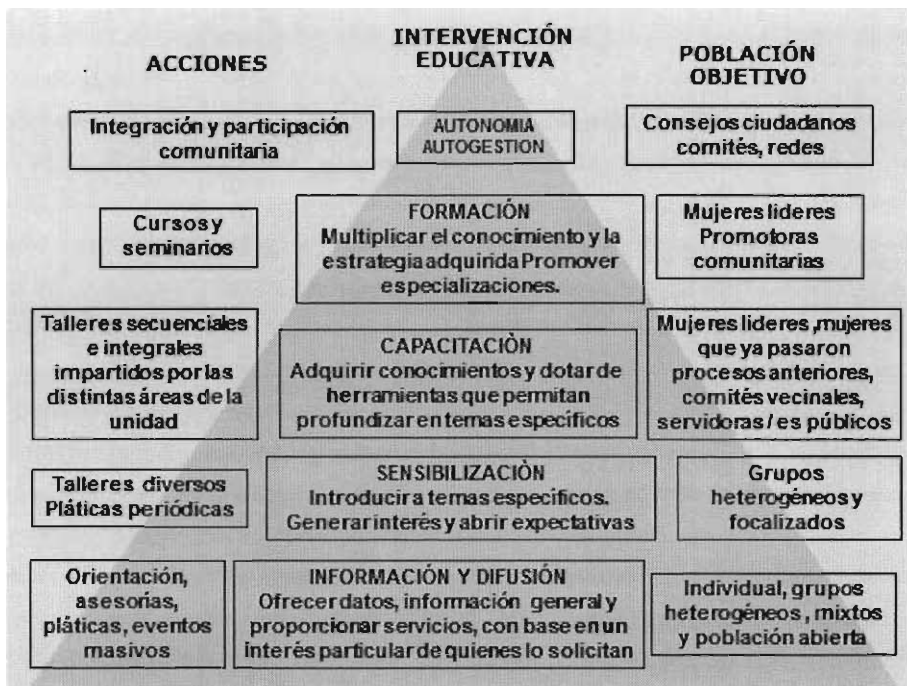 ACCIONES
INTERVENCIÓN
EDUCATIVA
POBLACIÓN
OBJETIVO
Integración y participación
comunitaria
AUTONOMIA
AUTOGESTION
Consejos ciudadanos
comités, redes
Cursos y
seminarios
FORMACIÓN
Multiplicar el conocimiento y la
estrategia adquirida Promover
especializaciones.
Mujeres lideres
Promotoras
comunitarias
Talleres secuenciales
e integrales
impartidos por las
distintas áreas de la
unidad
CAPACITACIÒN
Adquirir conocimientos y dotar de
herramientas que permitan
profundizar en temas específicos
Mujeres lideres ,mujeres
que ya pasaron
procesos anteriores,
comités vecinales,
servidoras / es públicos
Talleres diversos
Pláticas periódicas
SENSIBILIZACIÒN
Introducir a temas específicos.
Generar interés y abrir expectativas
Grupos
heterogéneos y
focalizados
Orientación,
asesorías,
pláticas, eventos
masivos
INFORMACIÓN Y DIFUSIÓN
Ofrecer datos, información general y
proporcionar servicios, con base en un
interés particular de quienes lo solicitan
Individual, grupos
heterogéneos , mixtos
y población abierta